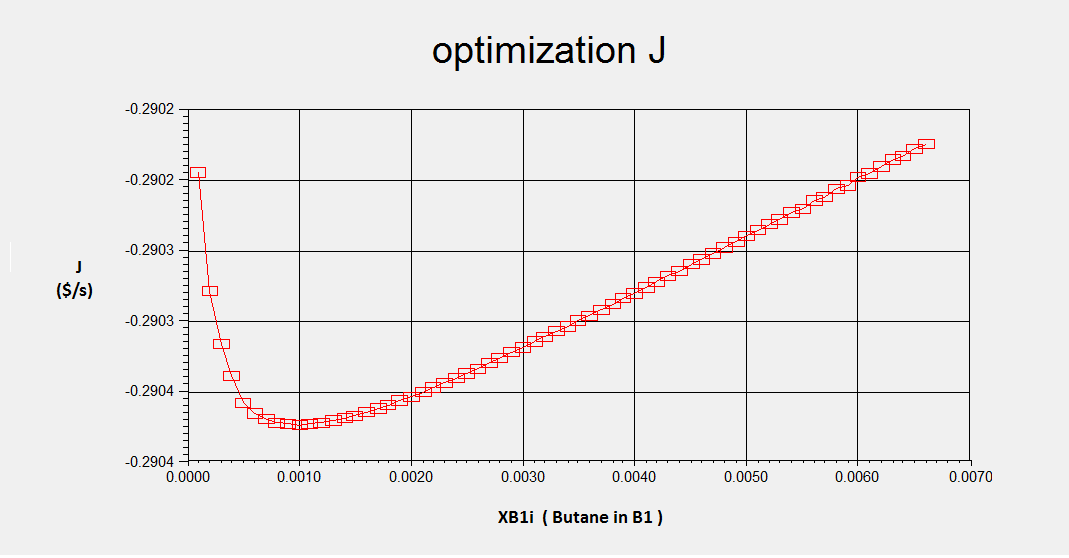 optimization J
-0.2902
-0.2902
-0.2903
-0.2903
-0.2904
-0.2904
J
($/s)
0.0000 0.0010 0.0020 0.0030 0.0040 0.0050 0.0060 0.0070
XB1i ( Butane in B1 )